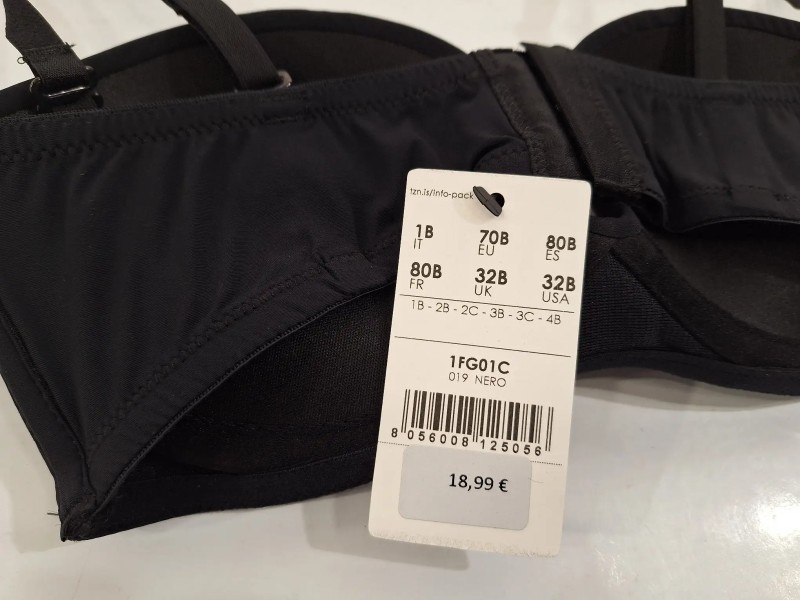 tzn.is/info-pack
1B 70B 80B
IT EU ES
80B 32B 32B
FR UK USA
1B - 2B - 2C - 3B - 3C - 4B
1FG01C
019 NERO
8 056008 125056
18,99 €